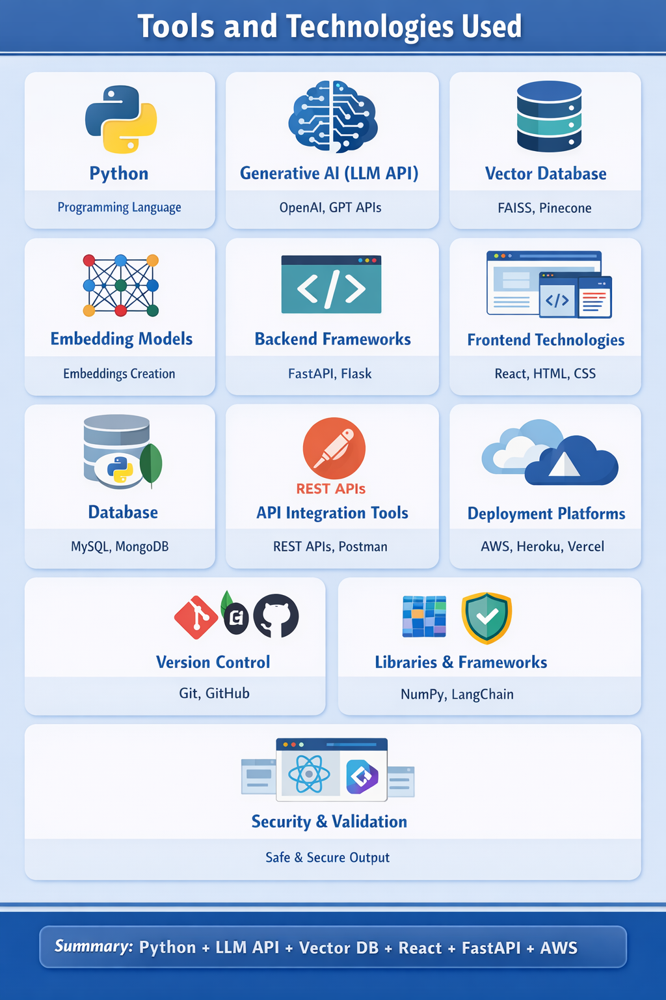 Tools and Technologies Used
Python
Programming Language
Generative AI (LLM API)
OpenAI, GPT APIs
Vector Database
FAISS, Pinecone
Embedding Models
Embeddings Creation
</>
Backend Frameworks
FastAPI, Flask
</>
Frontend Technologies
React, HTML, CSS
Database
MySQL, MongoDB
REST APIs
API Integration Tools
REST APIs, Postman
Deployment Platforms
AWS, Heroku, Vercel
Version Control
Git, GitHub
Libraries & Frameworks
NumPy, LangChain
Security & Validation
Safe & Secure Output
Summary: Python + LLM API + Vector DB + React + FastAPI + AWS